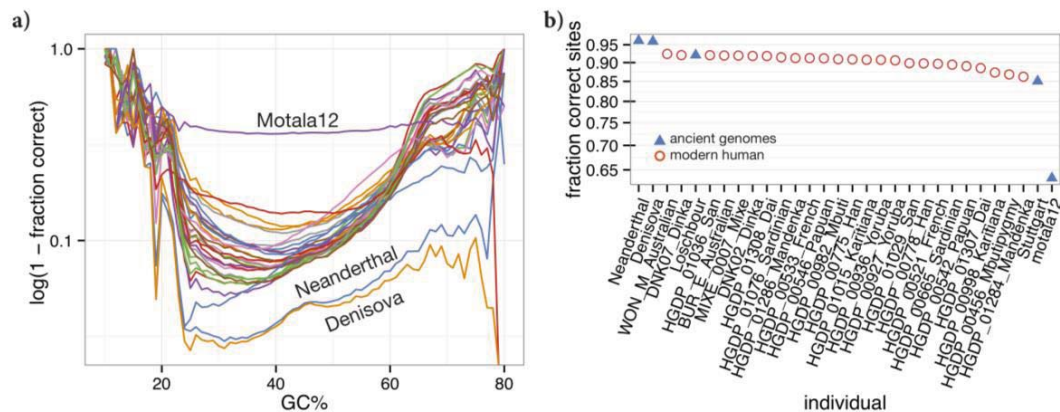 a)
log(1 − fraction correct)
1.0
0.1
Motala12
Neanderthal
Denisova
20
40
60
80
GC%
b)
fraction correct sites
0.95
0.90
0.85
0.80
0.75
0.70
0.65
ancient genomes
modern human
Neanderthal
Denisova
WON_M_Australian
DNK07_Dinka
Loschbour
HGDP_01036_San
BUR_E_Australian
MIXE_0007_Mixe
DNK02_Dinka
HGDP_01308_Dai
HGDP_01076_Sardinian
HGDP_01286_Mandenka
HGDP_00533_French
HGDP_00546_Papuan
HGDP_00982_Mbuti
HGDP_00775_Han
HGDP_01015_Karitiana
HGDP_00936_Yoruba
HGDP_00927_Yoruba
HGDP_01029_San
HGDP_00778_Han
HGDP_00521_French
HGDP_00665_Sardinian
HGDP_00542_Papuan
HGDP_01307_Dai
HGDP_00998_Karitiana
HGDP_00456_Mbutipygmy
HGDP_01284_Mandenka
Stuttgart
motala12
individual